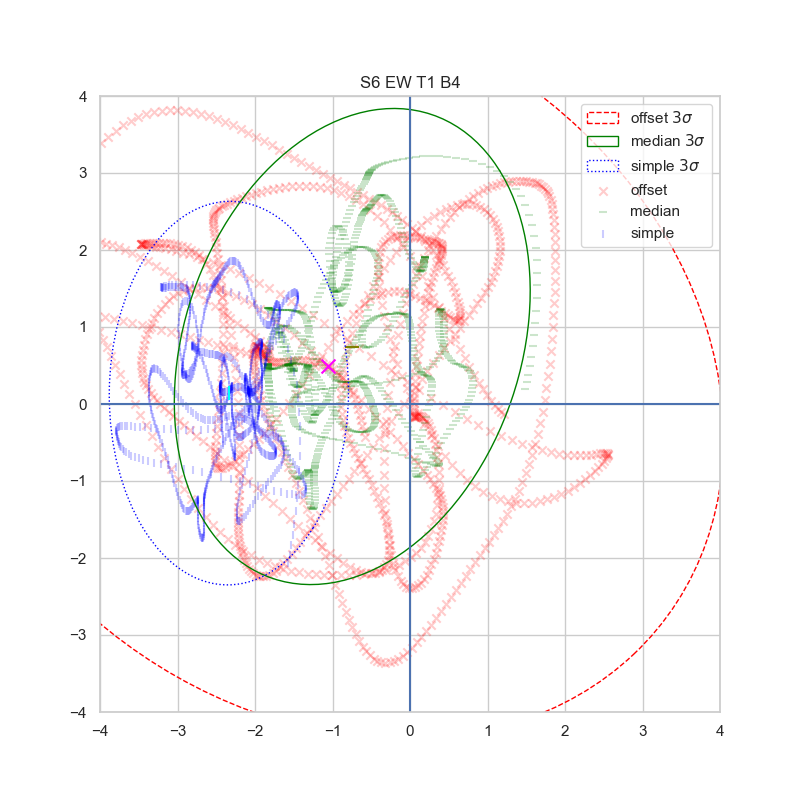 S6 EW T1 B4
offset 3σ
median 3σ
simple 3σ
offset
median
simple
4
3
2
1
0
−1
−2
−3
−4
−4 −3 −2 −1 0 1 2 3 4